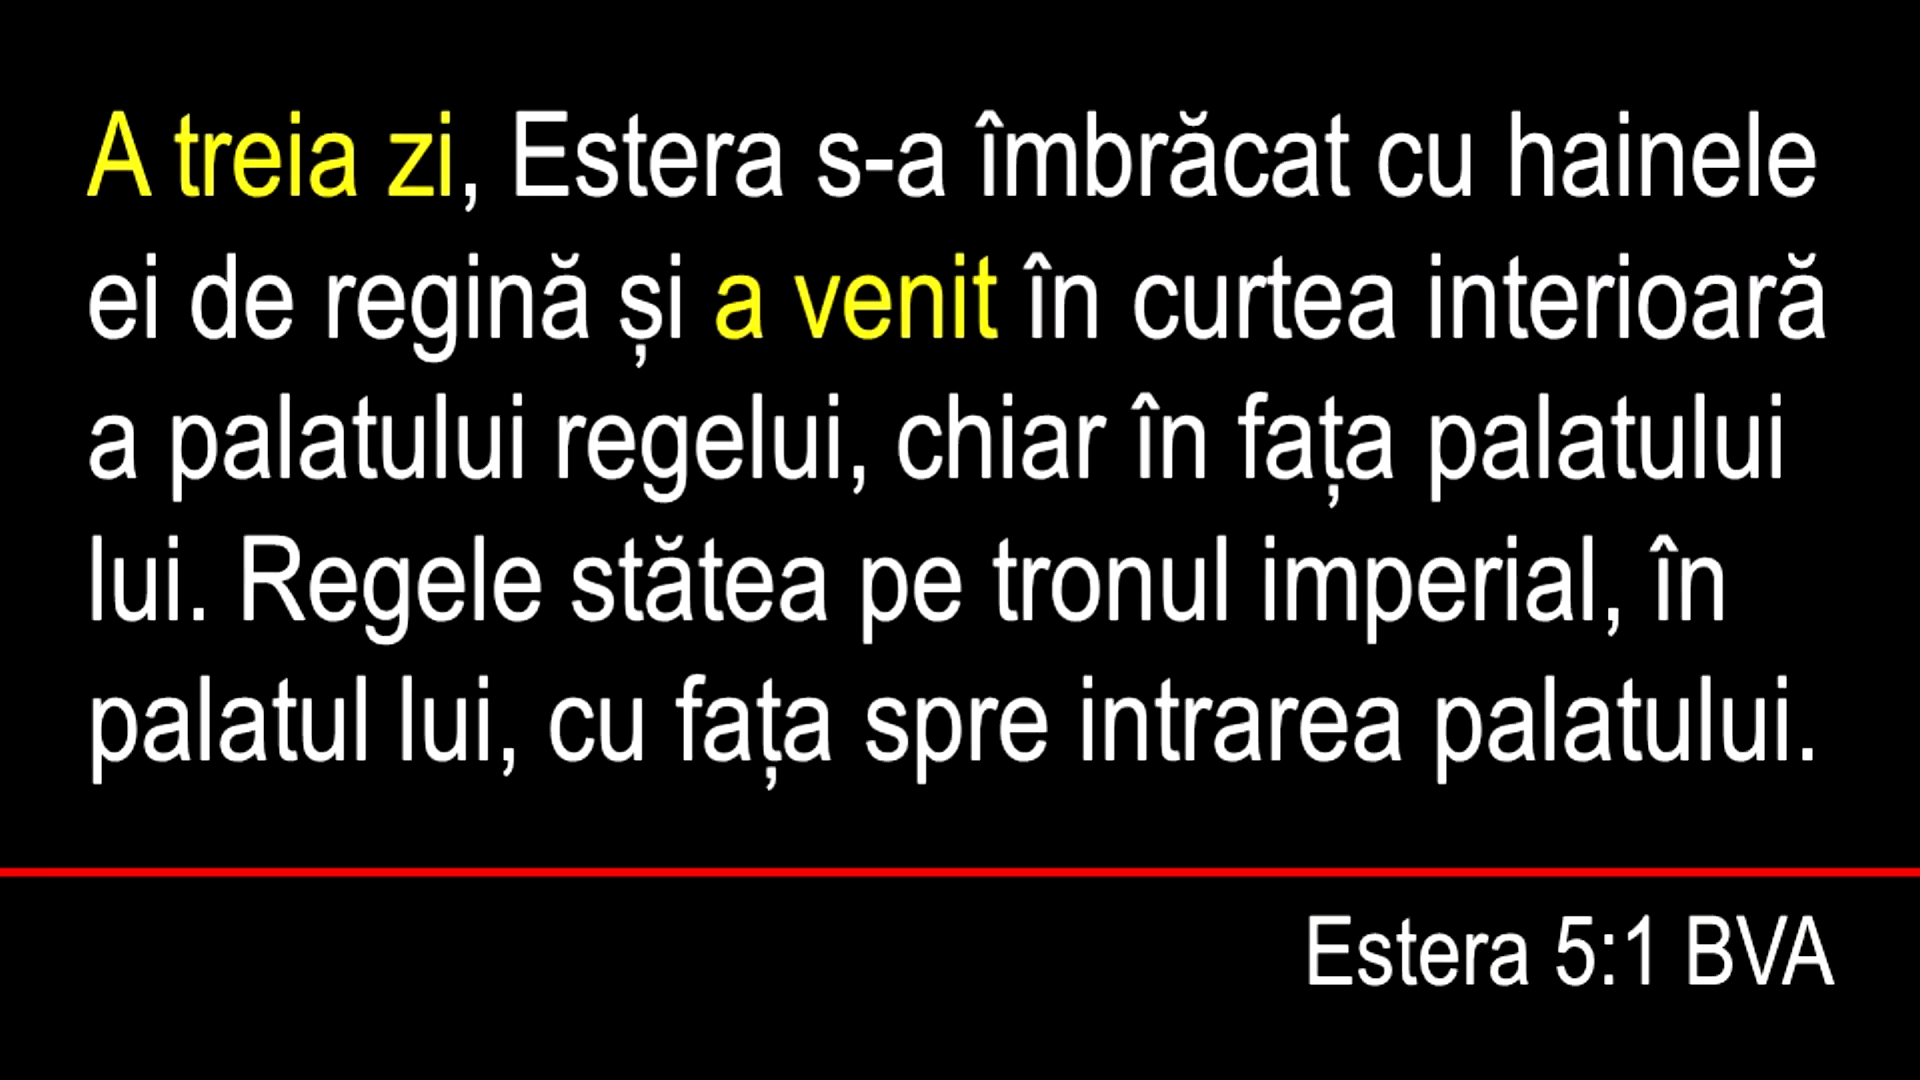 A treia zi, Estera s-a îmbrăcat cu hainele
ei de regină și a venit în curtea interioară
a palatului regelui, chiar în fața palatului
lui. Regele stătea pe tronul imperial, în
palatul lui, cu fața spre intrarea palatului.
Estera 5:1 BVA